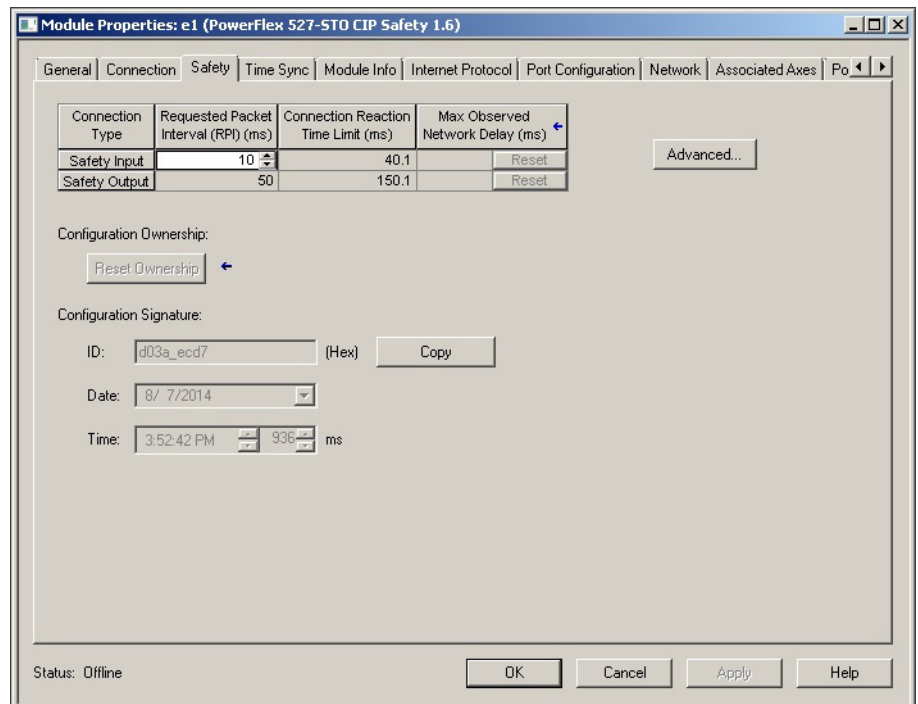 Module Properties: e1 (PowerFlex 527-STO CIP Safety 1.6)
General Connection Safety Time Sync Module Info Internet Protocol Port Configuration Network Associated Axes Po
Connection Type Requested Packet Interval (RPI) (ms) Connection Reaction Time Limit (ms) Max Observed Network Delay (ms)
Safety Input 10 40.1 Reset
Safety Output 50 150.1 Reset
Advanced...
Configuration Ownership:
Reset Ownership
Configuration Signature:
ID: d03a_ecd7 (Hex) Copy
Date: 8/ 7/2014
Time: 3:52:42 PM 936 ms
Status: Offline OK Cancel Apply Help